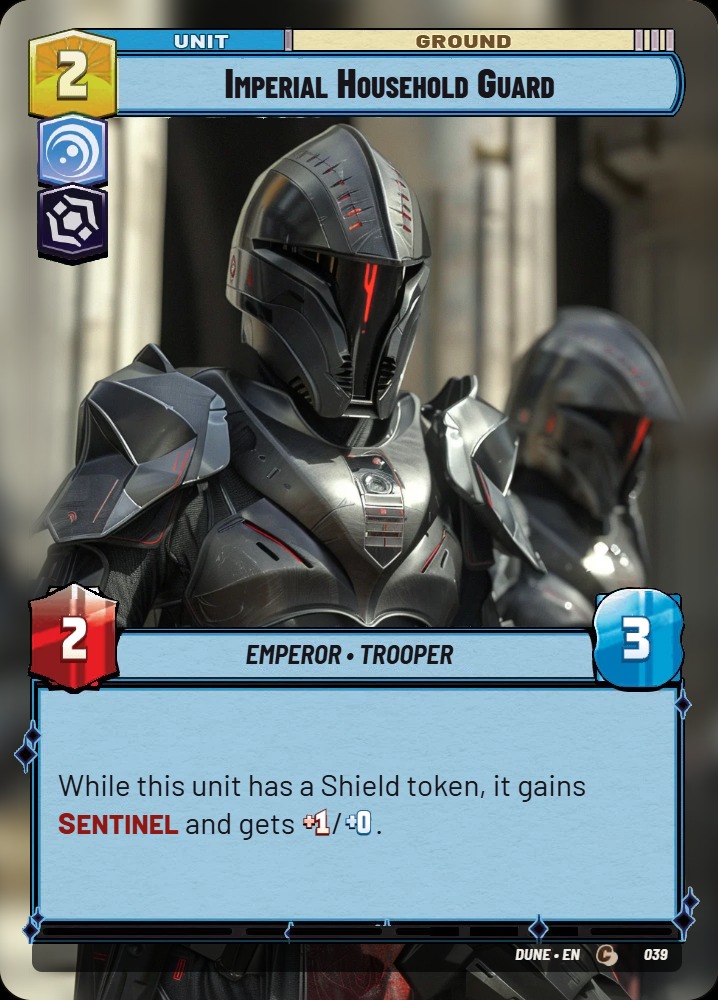 UNIT GROUND
2
IMPERIAL HOUSEHOLD GUARD
2
EMPEROR • TROOPER
3
While this unit has a Shield token, it gains
SENTINEL and gets +1/+0.
DUNE • EN C 039